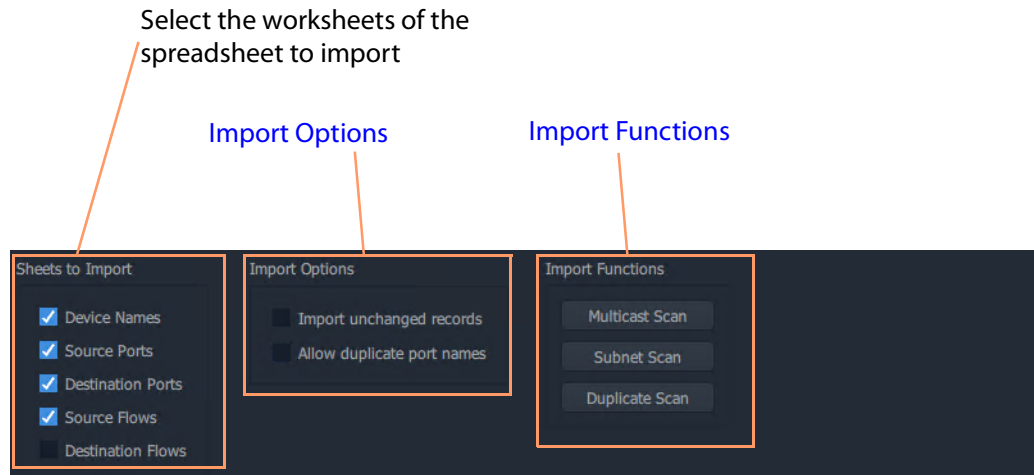 Select the worksheets of the
spreadsheet to import
Import Options
Import Functions
Sheets to Import
Device Names
Source Ports
Destination Ports
Source Flows
Destination Flows
Import Options
Import unchanged records
Allow duplicate port names
Import Functions
Multicast Scan
Subnet Scan
Duplicate Scan